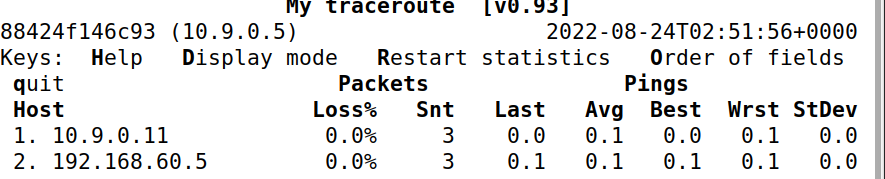 My traceroute [v0.93]
88424f146c93 (10.9.0.5) 2022-08-24T02:51:56+0000
Keys: Help Display mode Restart statistics Order of fields
quit Packets Pings
Host Loss% Snt Last Avg Best Wrst StDev
1. 10.9.0.11 0.0% 3 0.0 0.1 0.0 0.1 0.0
2. 192.168.60.5 0.0% 3 0.1 0.1 0.1 0.1 0.0